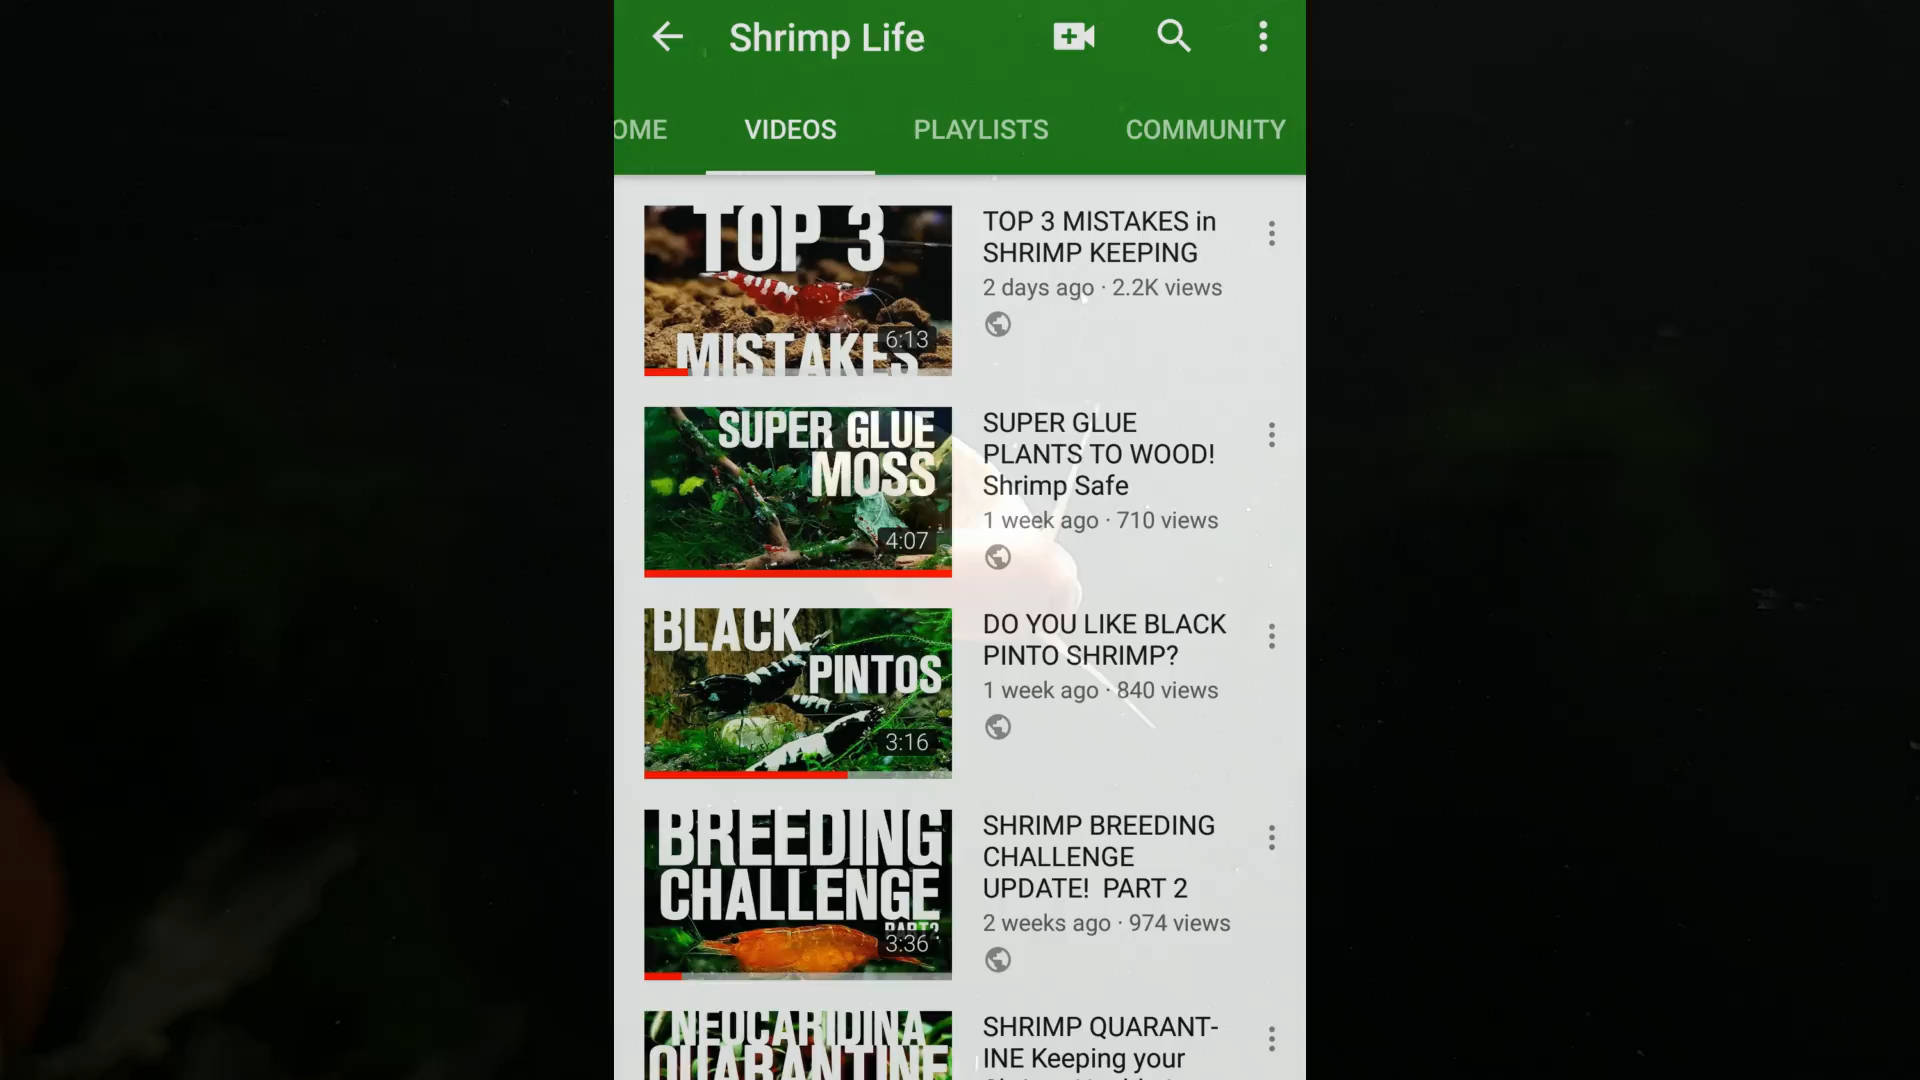 Shrimp Life
OME
VIDEOS
PLAYLISTS
COMMUNITY
TOP 3
MISTAKES
6:13
TOP 3 MISTAKES in
SHRIMP KEEPING
2 days ago · 2.2K views
SUPER GLUE
MOSS
4:07
SUPER GLUE
PLANTS TO WOOD!
Shrimp Safe
1 week ago · 710 views
BLACK
PINTOS
3:16
DO YOU LIKE BLACK
PINTO SHRIMP?
1 week ago · 840 views
BREEDING
CHALLENGE
PART2
3:36
SHRIMP BREEDING
CHALLENGE
UPDATE! PART 2
2 weeks ago · 974 views
NEOCARIDINA
QUARANTINE
SHRIMP QUARANT-
INE Keeping your